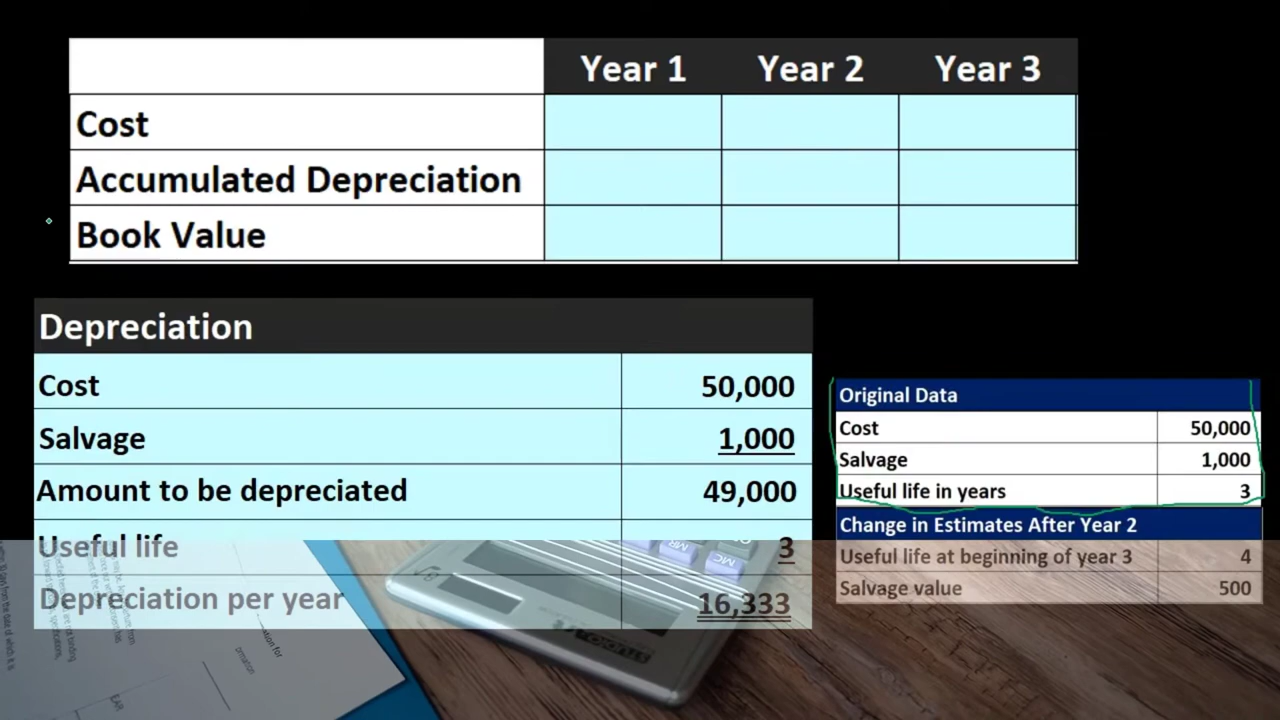 Year 1 Year 2 Year 3
Cost
Accumulated Depreciation
Book Value
Depreciation
Cost 50,000
Salvage 1,000
Amount to be depreciated 49,000
Useful life 3
Depreciation per year 16,333
Original Data
Cost 50,000
Salvage 1,000
Useful life in years 3
Change in Estimates After Year 2
Useful life at beginning of year 3 4
Salvage value 500
MR
MC